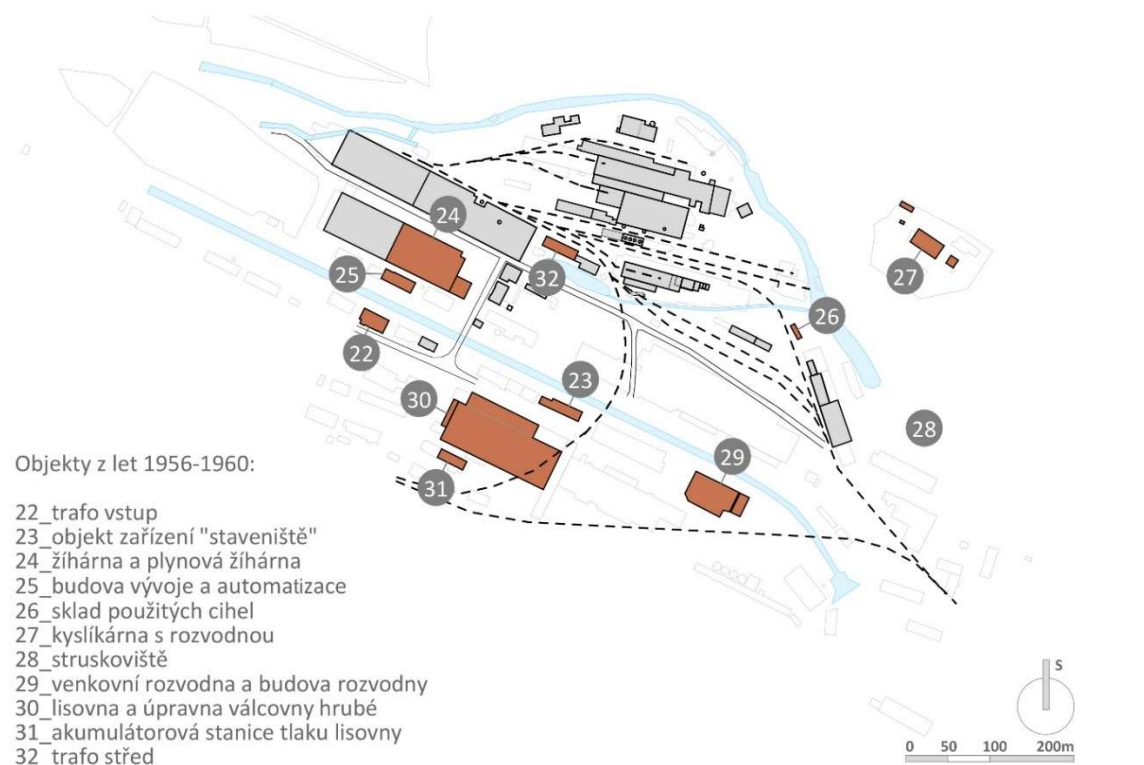 24
32
27
25
26
22
23
30
28
29
31
Objekty z let 1956-1960:
22_trafo vstup
23_objekt zařízení "staveniště"
24_žíhárna a plynová žíhárna
25_budova vývoje a automatizace
26_sklad použitých cihel
27_kyslíkárna s rozvodnou
28_struskoviště
29_venkovní rozvodna a budova rozvodny
30_lisovna a úpravna válcovny hrubé
31_akumulátorová stanice tlaku lisovny
32_trafo střed
S
0 50 100 200m